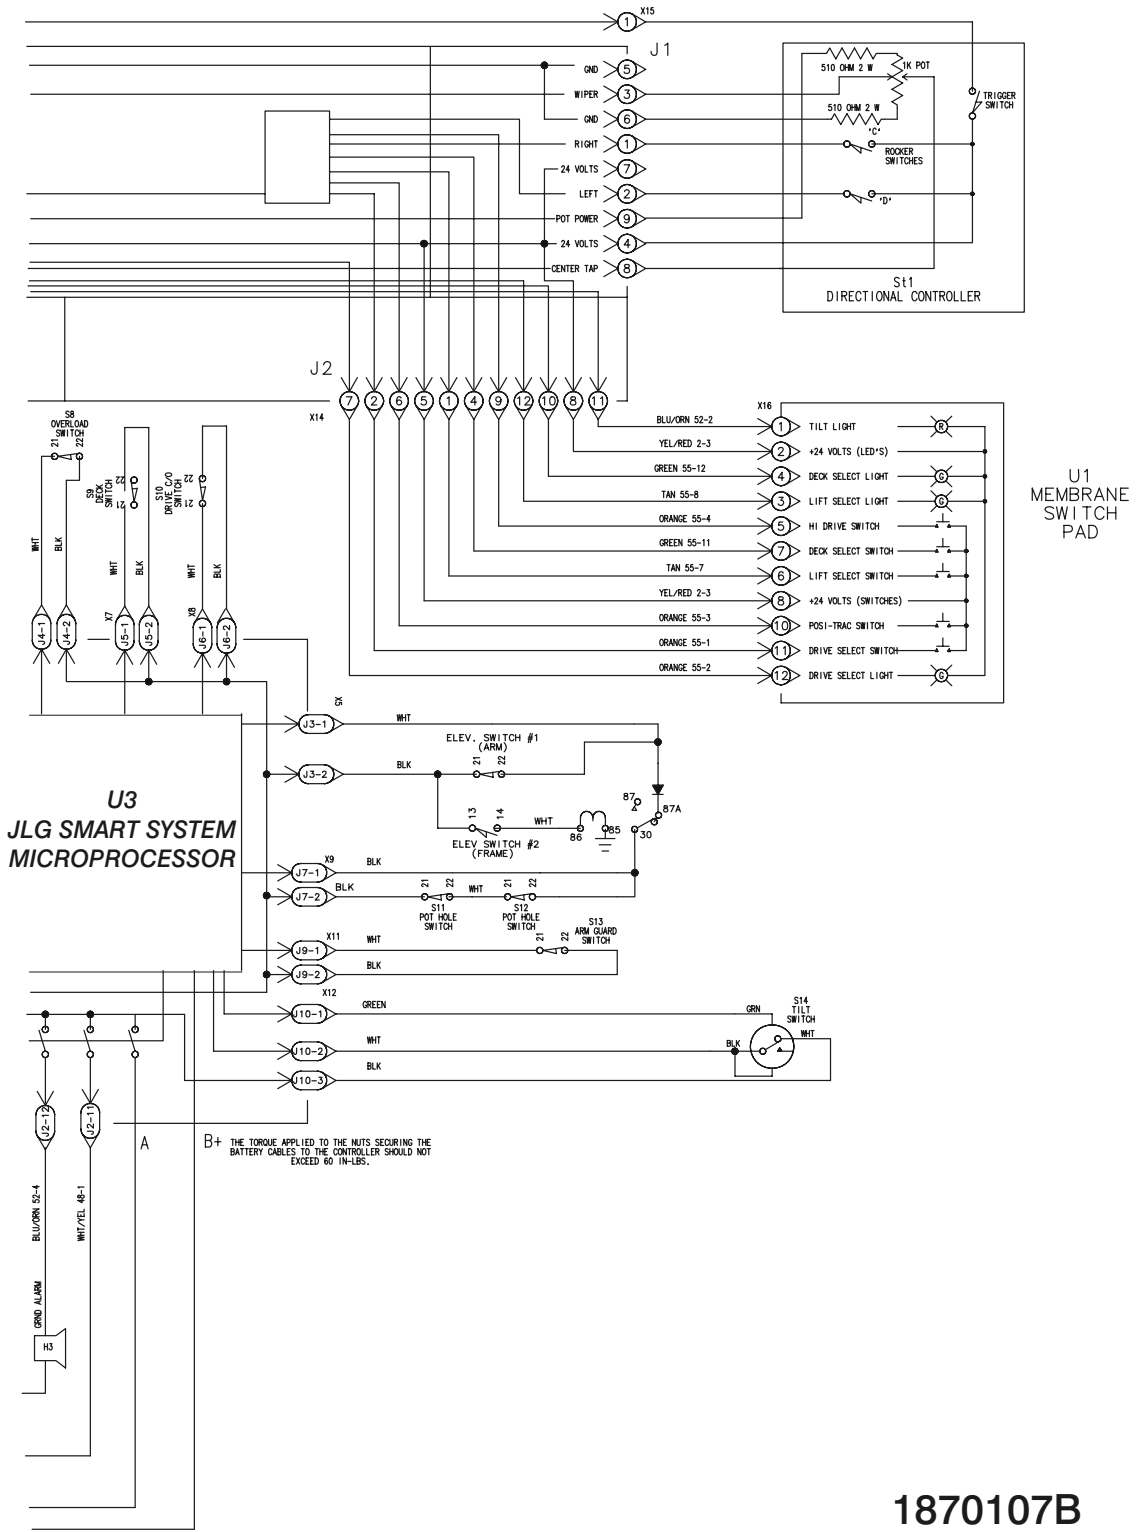 X15
1
J1
GND 5
WIPER 3
GND 6
RIGHT 1
24 VOLTS 7
LEFT 2
POT POWER 9
24 VOLTS 4
CENTER TAP 8
510 OHM 2 W
1K POT
510 OHM 2 W
'C'
ROCKER
SWITCHES
'D'
TRIGGER
SWITCH
St1
DIRECTIONAL CONTROLLER
J2
X14
7 2 6 5 1 4 9 12 10 8 11
X16
BLU/ORN 52-2 1 TILT LIGHT R
YEL/RED 2-3 2 +24 VOLTS (LED'S)
GREEN 55-12 4 DECK SELECT LIGHT G
TAN 55-8 3 LIFT SELECT LIGHT G
ORANGE 55-4 5 HI DRIVE SWITCH
GREEN 55-11 7 DECK SELECT SWITCH
TAN 55-7 6 LIFT SELECT SWITCH
YEL/RED 2-3 8 +24 VOLTS (SWITCHES)
ORANGE 55-3 10 POSI-TRAC SWITCH
ORANGE 55-1 11 DRIVE SELECT SWITCH
ORANGE 55-2 12 DRIVE SELECT LIGHT G
U1
MEMBRANE
SWITCH
PAD
S8
OVERLOAD
SWITCH
21 22
S9
DECK
SWITCH
21 22
S10
DRIVE C/O
SWITCH
21 22
WHT BLK
WHT BLK
WHT BLK
J4-1 J4-2
X7
J5-1 J5-2
X8
J6-1 J6-2
U3
JLG SMART SYSTEM
MICROPROCESSOR
X5
J3-1 WHT
J3-2 BLK
ELEV. SWITCH #1
(ARM)
21 22
13 14
WHT
ELEV SWITCH #2
(FRAME)
86 85
87
87A
30
X9
J7-1 BLK
J7-2 BLK
21 22
WHT
21 22
S11
POT HOLE
SWITCH
S12
POT HOLE
SWITCH
S13
ARM GUARD
SWITCH
21 22
X11
J9-1 WHT
J9-2 BLK
X12
J10-1 GREEN
J10-2 WHT
J10-3 BLK
GRN
S14
TILT
SWITCH
BLK
WHT
J2-12
J2-11
A
B+ THE TORQUE APPLIED TO THE NUTS SECURING THE
BATTERY CABLES TO THE CONTROLLER SHOULD NOT
EXCEED 60 IN-LBS.
BLU/ORN 52-4
WHT/YEL 48-1
GRND ALARM
H3
1870107B